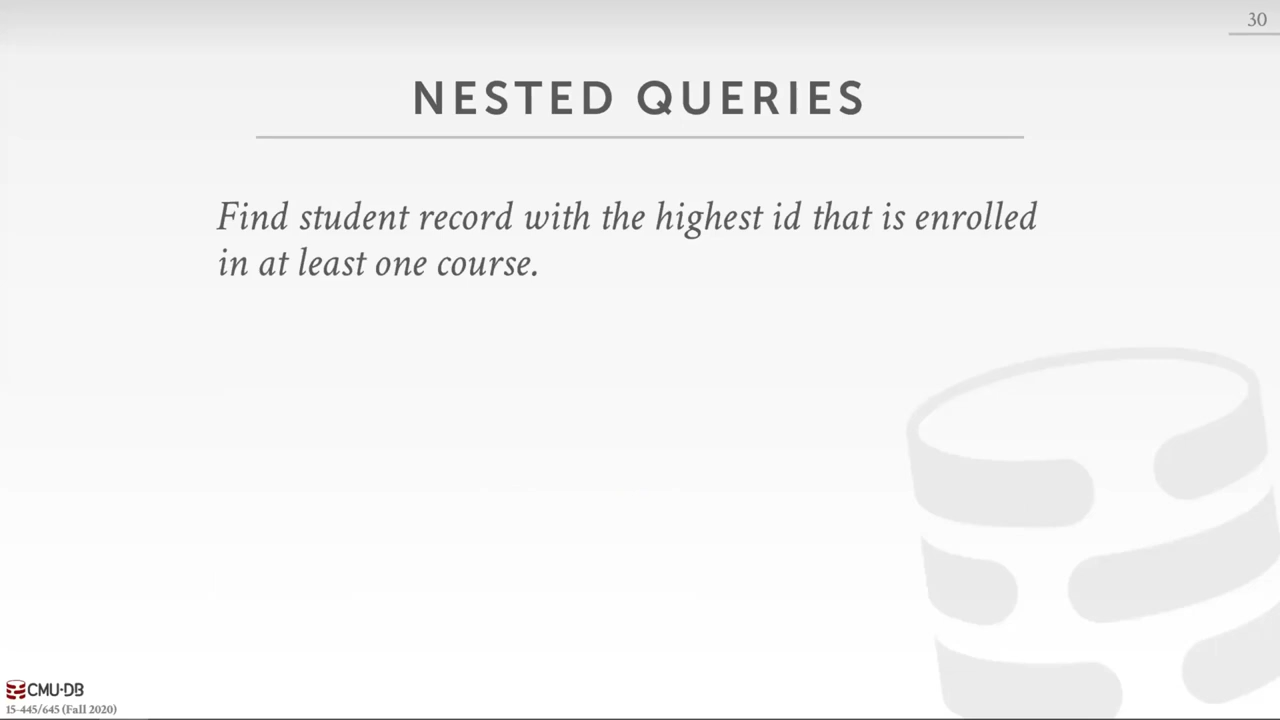 30
NESTED QUERIES
Find student record with the highest id that is enrolled
in at least one course.
CMU·DB
15-445/645 (Fall 2020)